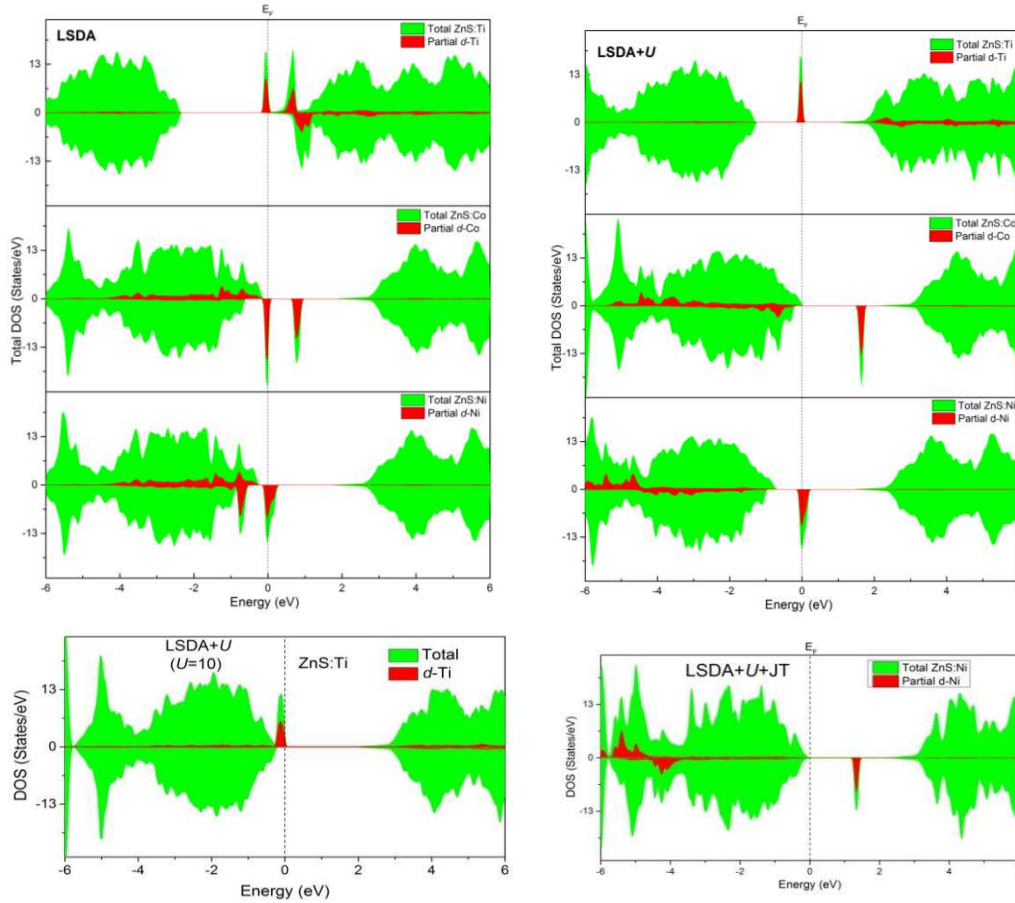 E_F
LSDA
Total ZnS:Ti
Partial d-Ti
13
0
-13
Total ZnS:Co
Partial d-Co
13
0
-13
Total ZnS:Ni
Partial d-Ni
13
0
-13
Total DOS (States/eV)
-6 -4 -2 0 2 4 6
Energy (eV)
E_F
LSDA+U
Total ZnS:Ti
Partial d-Ti
13
0
-13
Total ZnS:Co
Partial d-Co
13
0
-13
Total ZnS:Ni
Partial d-Ni
13
0
-13
Total DOS (States/eV)
-6 -4 -2 0 2 4
Energy (eV)
LSDA+U
(U=10)
ZnS:Ti
Total
d-Ti
13
0
-13
DOS (States/eV)
-6 -4 -2 0 2 4 6
Energy (eV)
E_F
LSDA+U+JT
Total ZnS:Ni
Partial d-Ni
13
0
-13
DOS (States/eV)
-6 -4 -2 0 2 4
Energy (eV)